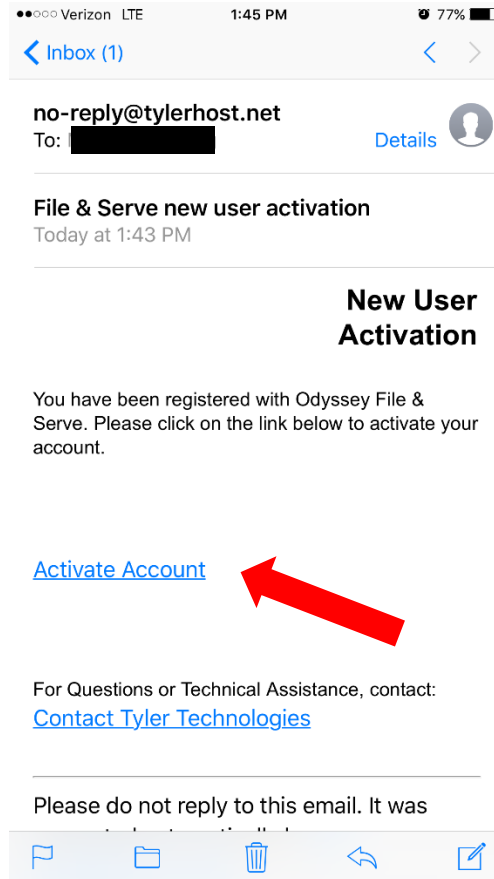 Verizon LTE 1:45 PM 77%
Inbox (1)
no-reply@tylerhost.net
To:
Details
File & Serve new user activation
Today at 1:43 PM
New User
Activation
You have been registered with Odyssey File &
Serve. Please click on the link below to activate your
account.
Activate Account
For Questions or Technical Assistance, contact:
Contact Tyler Technologies
Please do not reply to this email. It was